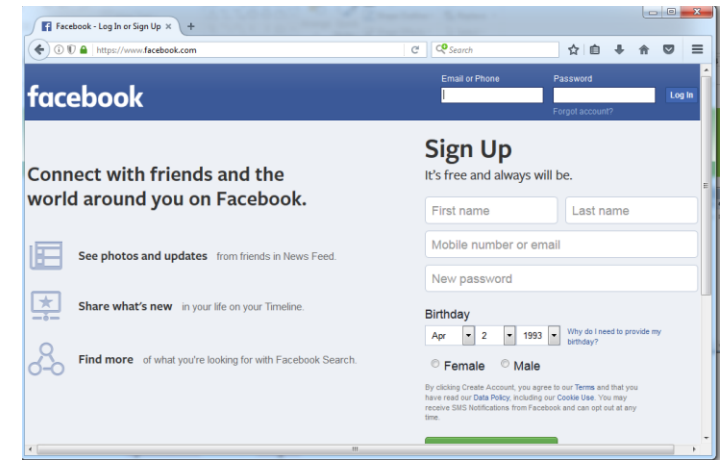 Facebook - Log In or Sign Up
https://www.facebook.com
Search
Email or Phone
Password
facebook
Log In
Forgot account?
Connect with friends and the
world around you on Facebook.
See photos and updates from friends in News Feed.
Share what's new in your life on your Timeline.
Find more of what you're looking for with Facebook Search.
Sign Up
It's free and always will be.
First name
Last name
Mobile number or email
New password
Birthday
Apr 2 1993
Why do I need to provide my
birthday?
Female Male
By clicking Create Account, you agree to our Terms and that you
have read our Data Policy, including our Cookie Use. You may
receive SMS Notifications from Facebook and can opt out at any
time.